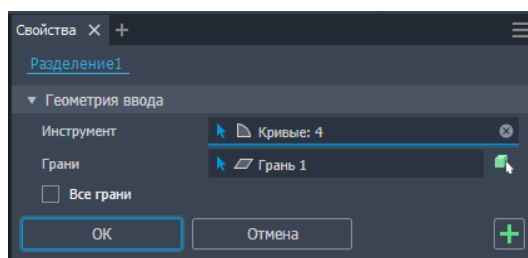 Свойства
Разделение1
Геометрия ввода
Инструмент Кривые: 4
Грани Грань 1
Все грани
ОК Отмена